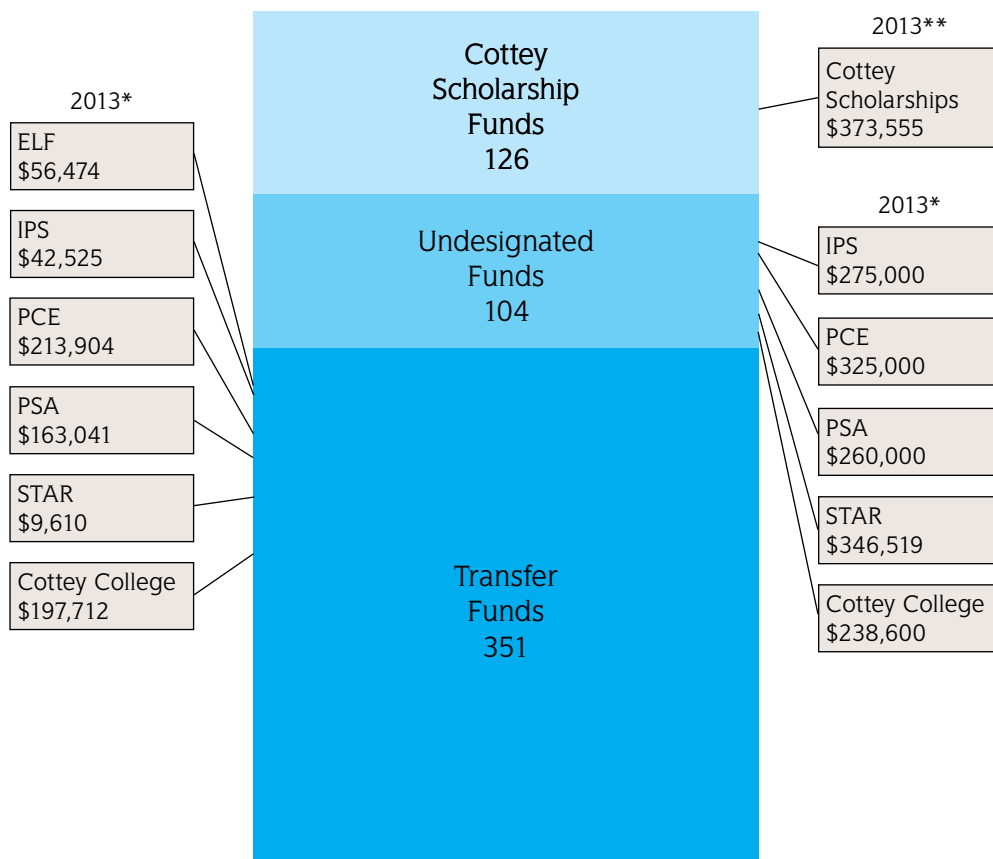 2013*
ELF
$56,474
IPS
$42,525
PCE
$213,904
PSA
$163,041
STAR
$9,610
Cottey College
$197,712
Cottey
Scholarship
Funds
126
Undesignated
Funds
104
Transfer
Funds
351
2013**
Cottey
Scholarships
$373,555
2013*
IPS
$275,000
PCE
$325,000
PSA
$260,000
STAR
$346,519
Cottey College
$238,600